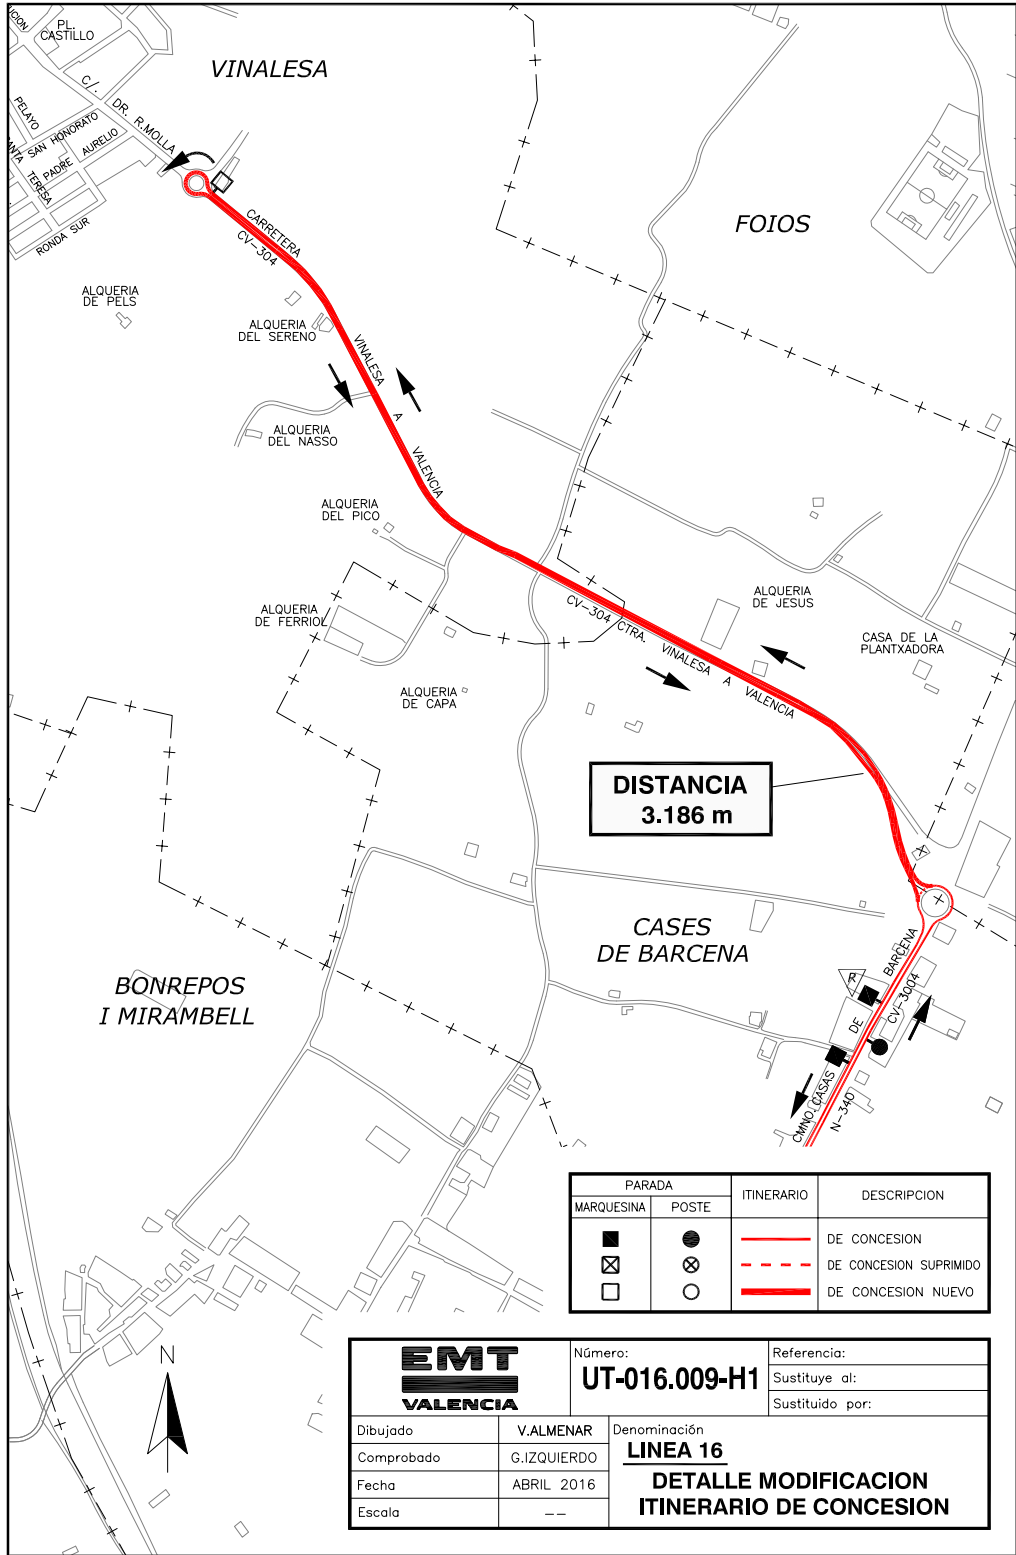 PL.
CASTILLO
VINALESA
C/.
DR. R.MOLLA
PELAYO
SAN HONORATO
PADRE AURELIO
TERESA
RONDA SUR
CARRETERA
CV-304
FOIOS
ALQUERIA
DE PELS
ALQUERIA
DEL SERENO
VINALESA
A
VALENCIA
ALQUERIA
DEL NASSO
ALQUERIA
DEL PICO
ALQUERIA
DE FERRIOL
ALQUERIA
DE JESUS
CV-304 CTRA. VINALESA A VALENCIA
CASA DE LA
PLANTXADORA
ALQUERIA
DE CAPA
DISTANCIA
3.186 m
CASES
DE BARCENA
BONREPOS
I MIRAMBELL
CMNO. CASAS DE BARCENA
CV-3004
N-340
R
PARADA
ITINERARIO
DESCRIPCION
MARQUESINA
POSTE
DE CONCESION
DE CONCESION SUPRIMIDO
DE CONCESION NUEVO
N
EMT
VALENCIA
Número:
UT-016.009-H1
Referencia:
Sustituye al:
Sustituido por:
Dibujado
V.ALMENAR
Comprobado
G.IZQUIERDO
Fecha
ABRIL 2016
Escala
--
Denominación
LINEA 16
DETALLE MODIFICACION
ITINERARIO DE CONCESION